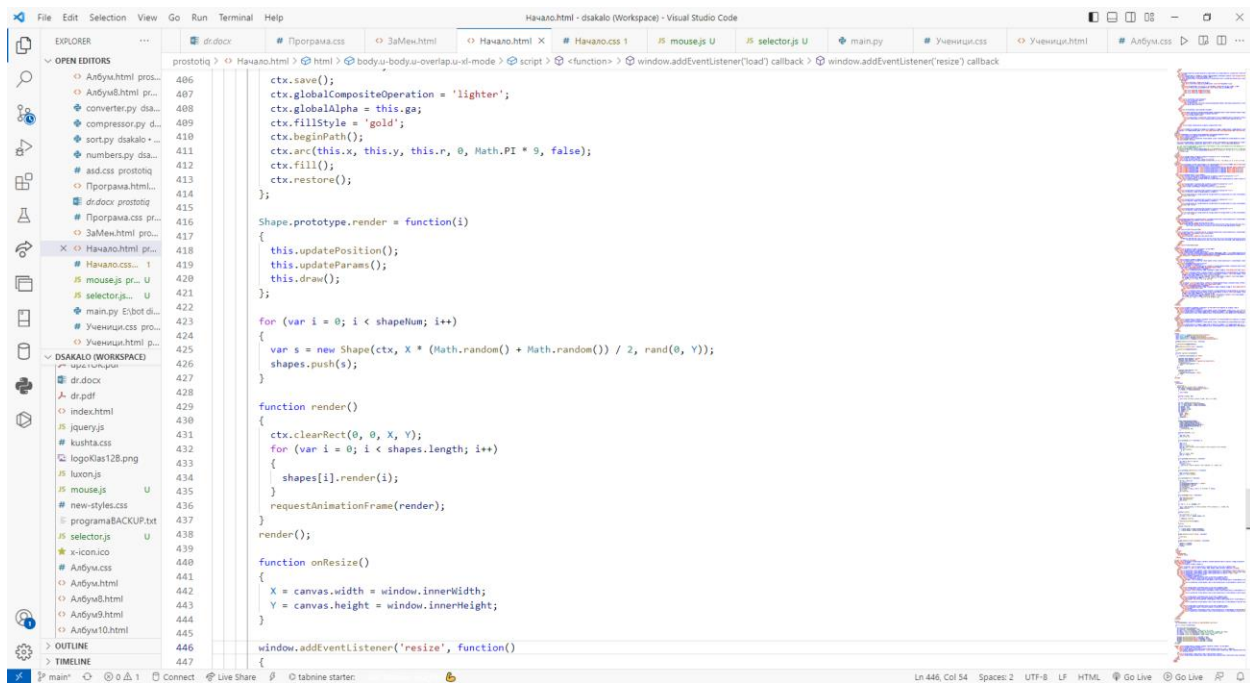 File Edit Selection View Go Run Terminal Help
Начало.html - dsakalo (Workspace) - Visual Studio Code
EXPLORER
OPEN EDITORS
Албум.html pros...
Албум8.html pr...
converter.py dsa...
compressor.py d...
sort.py dsakalo • ...
numbers.py dsa...
asd.css prostotiq
Програма.html...
dr.docx prostotiq
Програма.css pr...
ЗаМен.html pro...
Начало.html pr...
Начало.css... 1
mouse.js pr... U
selector.js... U
main.py E:\bot di...
Ученици.css pro...
Ученици.html p...
DSAKALO (WORKSPACE)
dr.docx
dr.pdf
index.html
jquery.js
kushta.css
logoKlas12B.png
luxon.js
mouse.js U
new-styles.css
programaBACKUP.txt
selector.js U
x-icon.ico
Албум.css
Албум.html
Албум8.html
Албум9.html
Албум10.html
OUTLINE
TIMELINE
dr.docx Програма.css ЗаМен.html Начало.html Начало.css 1 mouse.js U selector.js U main.py Ученици.css Ученици.html Албум.css
prostotiq > Начало.html > html > body.u-body.u-overlap.u-xl-mode > script > <function> > window.addEventListener('load') callback > window.addEventListener('resize') callback
406 ctx.save();
407 ctx.globalCompositeOperation = 'lighter';
408 ctx.globalAlpha = this.ga;
409 ctx.fillStyle = 'gold';
410 ctx.beginPath();
411 ctx.arc(this.x, this.y, this.r, 0, Math.PI * 9, false);
412 ctx.fill();
413 ctx.restore();
414 };
415
416 Shape.prototype.render = function(i)
417 {
418 this.updatePosition();
419 this.updateParams();
420 this.draw();
421 };
422
423 for (var i = 0; i < shapeNum; i++)
424 {
425 var s = new Shape(ctx, X * (Math.random() + Math.random()) / 2, rand(0, Y));
426 shapes.push(s);
427 }
428
429 function render()
430 {
431 ctx.clearRect(0, 0, X, Y);
432 for (var i = 0; i < shapes.length; i++)
433 {
434 shapes[i].render(i);
435 }
436 requestAnimationFrame(render);
437 }
438 render();
439
440 function onResize()
441 {
442 X = canvas.width = window.innerWidth;
443 Y = canvas.height = window.innerHeight;
444 }
445
446 window.addEventListener('resize', function()
447 {
main* 0 1 Connect Live Share tabnine starter: Ln 446, Col 54 Spaces: 2 UTF-8 LF HTML Go Live Go Live